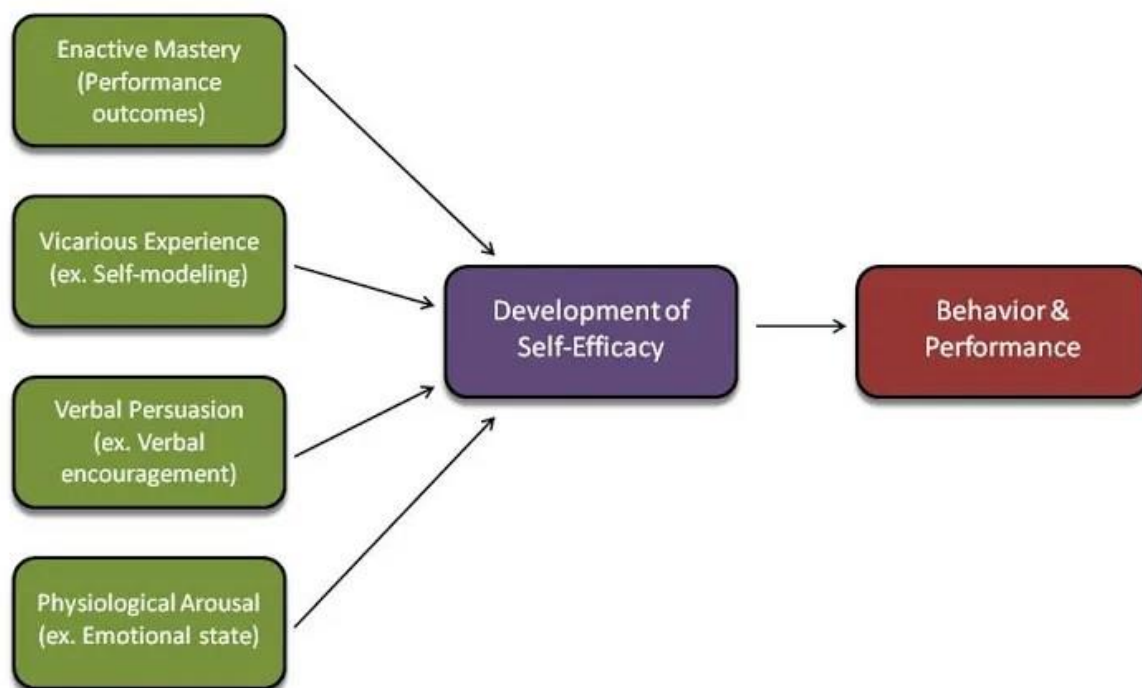 Enactive Mastery
(Performance
outcomes)
Vicarious Experience
(ex. Self-modeling)
Verbal Persuasion
(ex. Verbal
encouragement)
Physiological Arousal
(ex. Emotional state)
Development of
Self-Efficacy
Behavior &
Performance